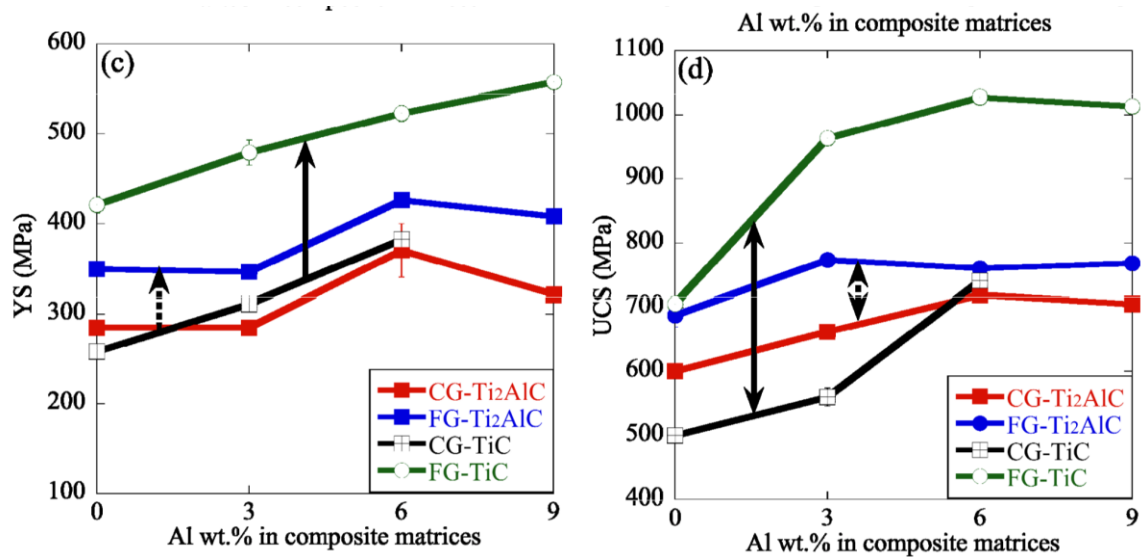 Al wt.% in composite matrices
(c)
600
500
400
300
200
100
YS (MPa)
CG-Ti2AlC
FG-Ti2AlC
CG-TiC
FG-TiC
0 3 6 9
Al wt.% in composite matrices
(d)
1100
1000
900
800
700
600
500
400
UCS (MPa)
CG-Ti2AlC
FG-Ti2AlC
CG-TiC
FG-TiC
0 3 6 9
Al wt.% in composite matrices